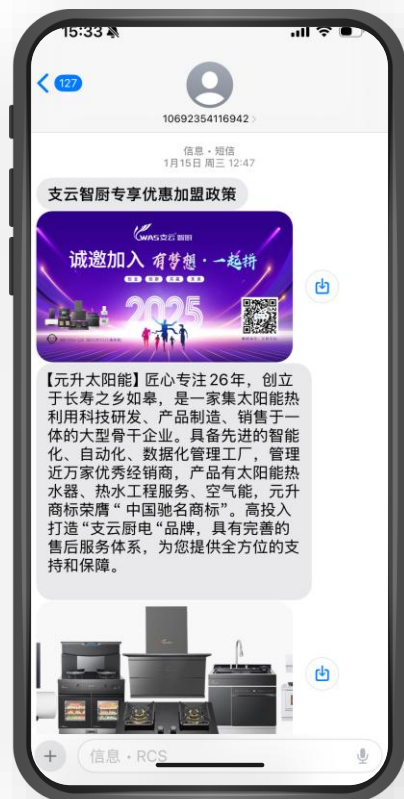 15:33
127
10692354116942
信息・短信
1月15日 周三 12:47
支云智厨专享优惠加盟政策
WAS支云智厨
诚邀加入 有梦想·一起拼
2025
【元升太阳能】匠心专注26年，创立
于长寿之乡如皋，是一家集太阳能热
利用科技研发、产品制造、销售于一
体的大型骨干企业。具备先进的智能
化、自动化、数据化管理工厂，管理
近万家优秀经销商，产品有太阳能热
水器、热水工程服务、空气能，元升
商标荣膺“ 中国驰名商标”。高投入
打造“支云厨电“品牌，具有完善的
售后服务体系，为您提供全方位的支
持和保障。
信息・RCS